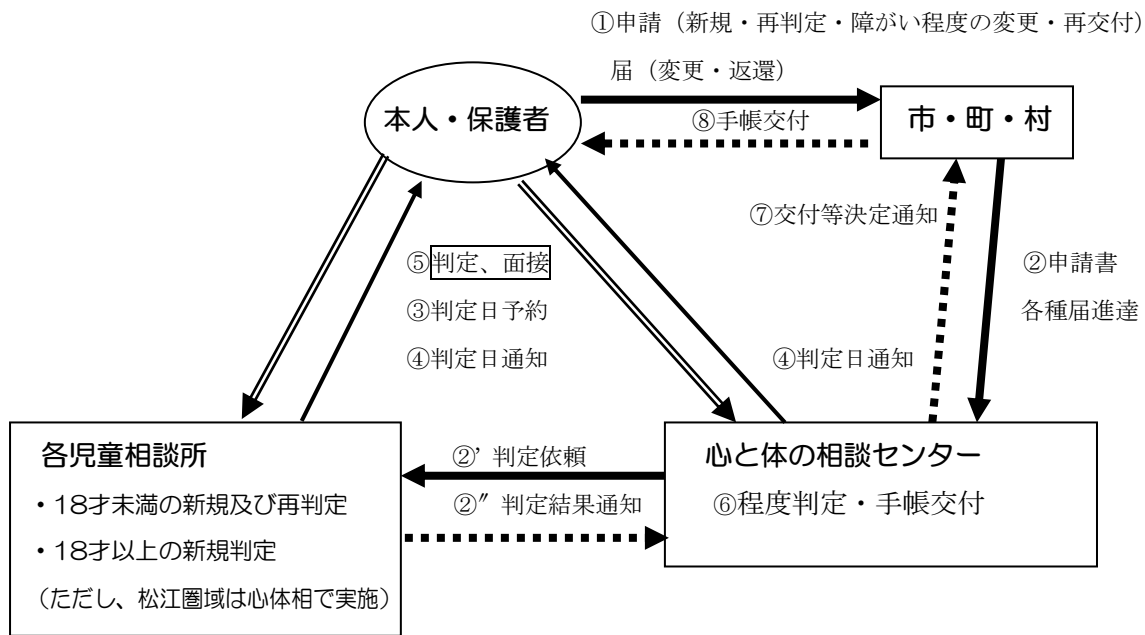 ①申請（新規・再判定・障がい程度の変更・再交付）
届（変更・返還）
本人・保護者
⑧手帳交付
市・町・村
⑦交付等決定通知
⑤判定、面接
②申請書
③判定日予約
各種届進達
④判定日通知
④判定日通知
各児童相談所
・18才未満の新規及び再判定
・18才以上の新規判定
（ただし、松江圏域は心体相で実施）
②’ 判定依頼
②″ 判定結果通知
心と体の相談センター
⑥程度判定・手帳交付